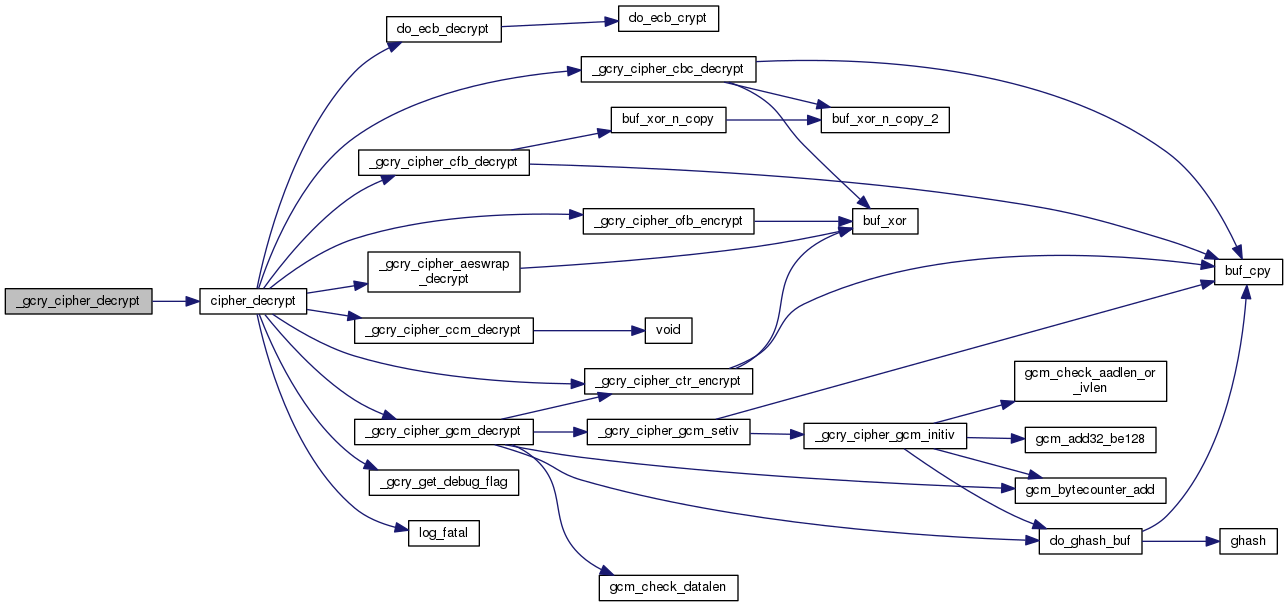 do_ecb_decrypt
do_ecb_crypt
_gcry_cipher_cbc_decrypt
buf_xor_n_copy
buf_xor_n_copy_2
_gcry_cipher_cfb_decrypt
_gcry_cipher_ofb_encrypt
buf_xor
_gcry_cipher_aeswrap
_decrypt
buf_cpy
_gcry_cipher_decrypt
cipher_decrypt
_gcry_cipher_ccm_decrypt
void
_gcry_cipher_ctr_encrypt
gcm_check_aadlen_or
_ivlen
_gcry_cipher_gcm_decrypt
_gcry_cipher_gcm_setiv
_gcry_cipher_gcm_initiv
gcm_add32_be128
_gcry_get_debug_flag
gcm_bytecounter_add
log_fatal
do_ghash_buf
ghash
gcm_check_datalen